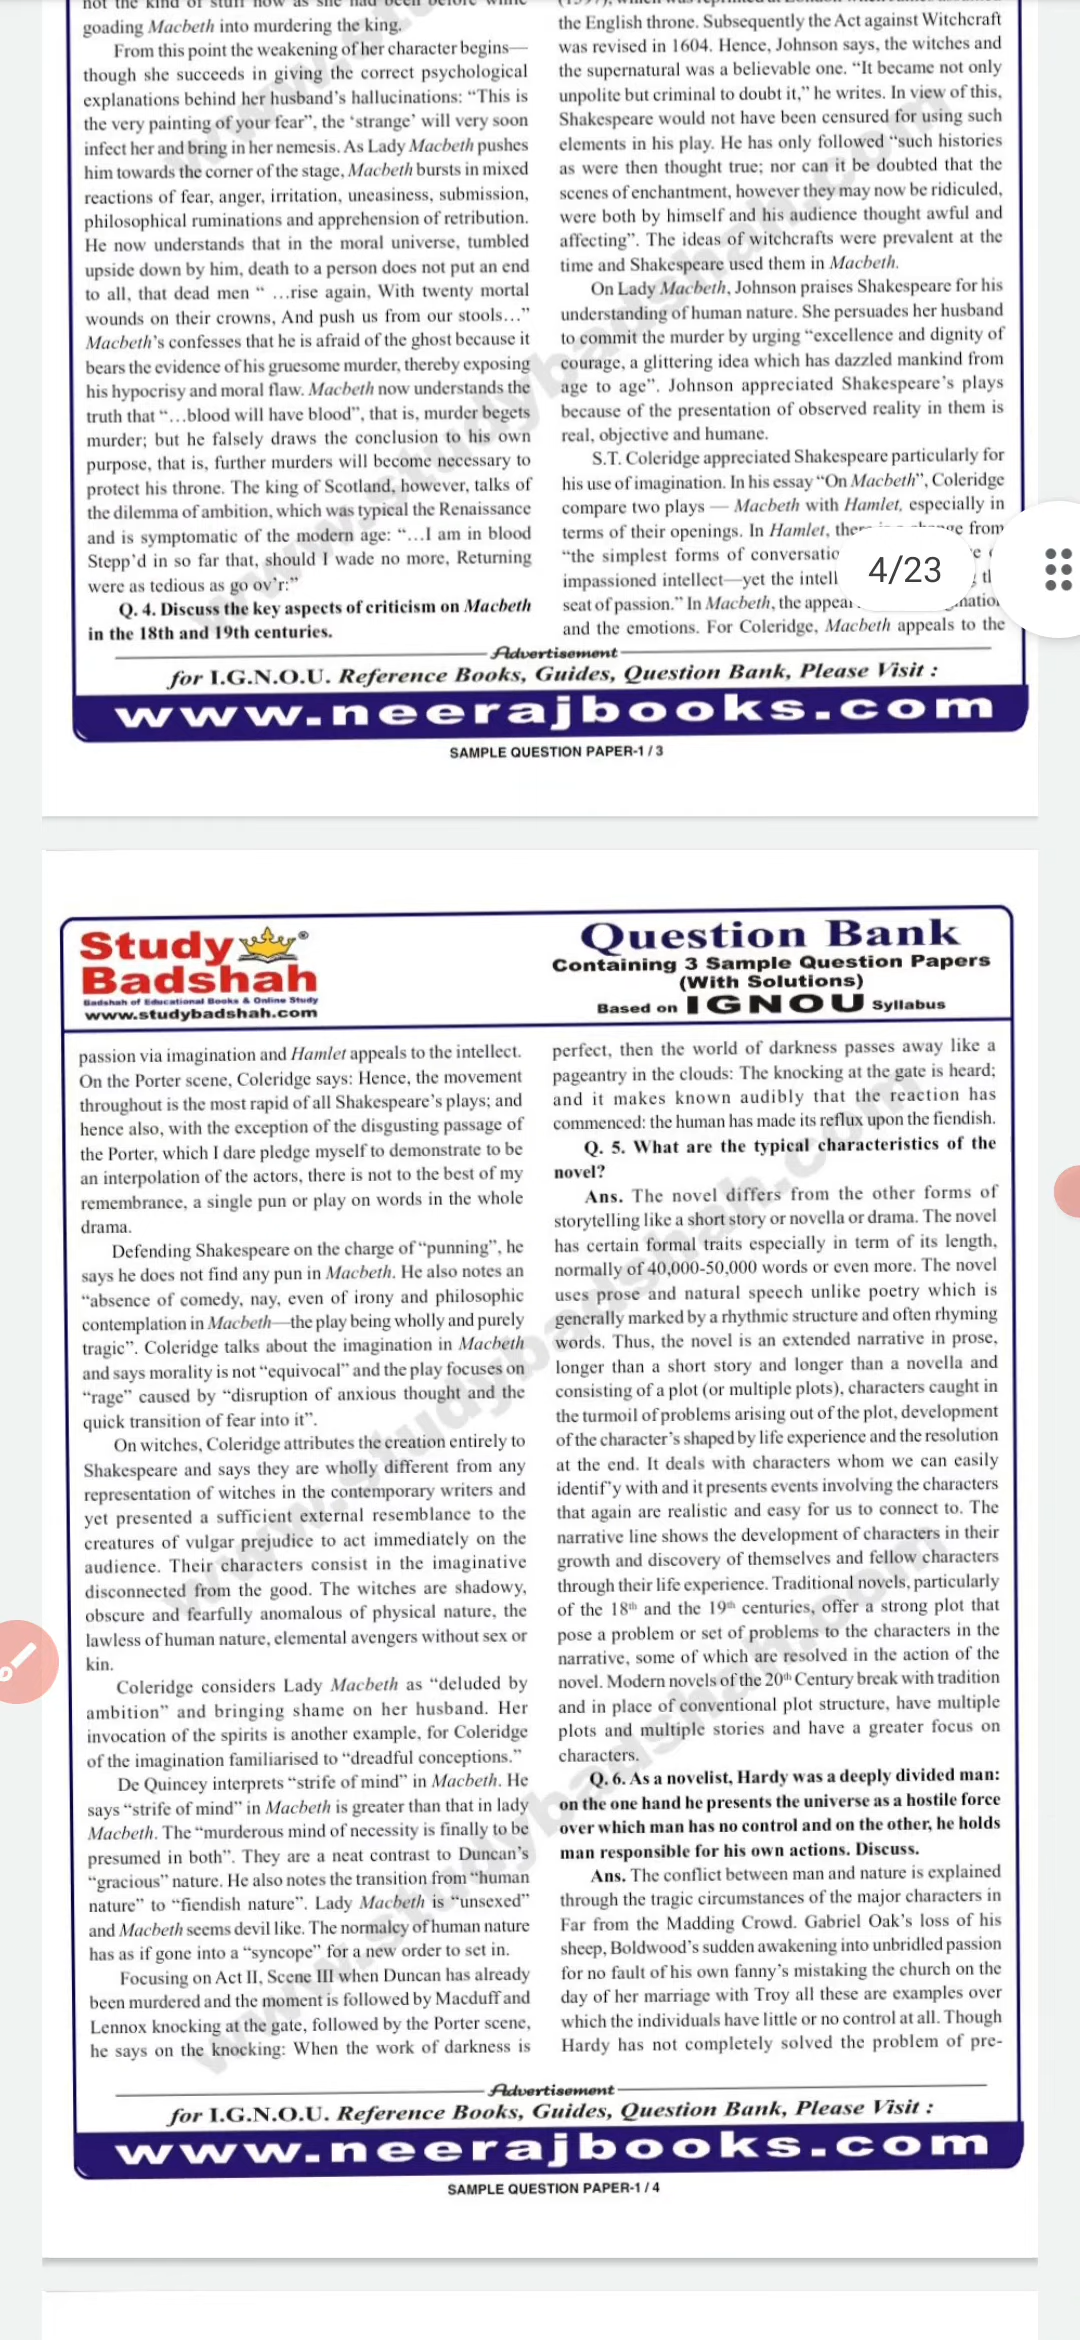 goading Macbeth into murdering the king.
From this point the weakening of her character begins—
though she succeeds in giving the correct psychological
explanations behind her husband's hallucinations: “This is
the very painting of your fear”, the ‘strange’ will very soon
infect her and bring in her nemesis. As Lady Macbeth pushes
him towards the corner of the stage, Macbeth bursts in mixed
reactions of fear, anger, irritation, uneasiness, submission,
philosophical ruminations and apprehension of retribution.
He now understands that in the moral universe, tumbled
upside down by him, death to a person does not put an end
to all, that dead men “ …rise again, With twenty mortal
wounds on their crowns, And push us from our stools…”
Macbeth's confesses that he is afraid of the ghost because it
bears the evidence of his gruesome murder, thereby exposing
his hypocrisy and moral flaw. Macbeth now understands the
truth that “…blood will have blood”, that is, murder begets
murder; but he falsely draws the conclusion to his own
purpose, that is, further murders will become necessary to
protect his throne. The king of Scotland, however, talks of
the dilemma of ambition, which was typical the Renaissance
and is symptomatic of the modern age: “…I am in blood
Stepp'd in so far that, should I wade no more, Returning
were as tedious as go ov'r:”
Q. 4. Discuss the key aspects of criticism on Macbeth
in the 18th and 19th centuries.
the English throne. Subsequently the Act against Witchcraft
was revised in 1604. Hence, Johnson says, the witches and
the supernatural was a believable one. “It became not only
unpolite but criminal to doubt it,” he writes. In view of this,
Shakespeare would not have been censured for using such
elements in his play. He has only followed “such histories
as were then thought true; nor can it be doubted that the
scenes of enchantment, however they may now be ridiculed,
were both by himself and his audience thought awful and
affecting”. The ideas of witchcrafts were prevalent at the
time and Shakespeare used them in Macbeth.
On Lady Macbeth, Johnson praises Shakespeare for his
understanding of human nature. She persuades her husband
to commit the murder by urging “excellence and dignity of
courage, a glittering idea which has dazzled mankind from
age to age”. Johnson appreciated Shakespeare's plays
because of the presentation of observed reality in them is
real, objective and humane.
S.T. Coleridge appreciated Shakespeare particularly for
his use of imagination. In his essay “On Macbeth”, Coleridge
compare two plays — Macbeth with Hamlet, especially in
terms of their openings. In Hamlet, from
“the simplest forms of
impassioned intellect—yet the
seat of passion.” In Macbeth, the
and the emotions. For Coleridge, Macbeth appeals to the
4/23
Advertisement
for I.G.N.O.U. Reference Books, Guides, Question Bank, Please Visit :
www.neerajbooks.com
SAMPLE QUESTION PAPER-1 / 3
Study
Badshah
Badshah of Educational Books & Online Study
www.studybadshah.com
Question Bank
Containing 3 Sample Question Papers
(With Solutions)
Based on IGNOU Syllabus
passion via imagination and Hamlet appeals to the intellect.
On the Porter scene, Coleridge says: Hence, the movement
throughout is the most rapid of all Shakespeare's plays; and
hence also, with the exception of the disgusting passage of
the Porter, which I dare pledge myself to demonstrate to be
an interpolation of the actors, there is not to the best of my
remembrance, a single pun or play on words in the whole
drama.
Defending Shakespeare on the charge of “punning”, he
says he does not find any pun in Macbeth. He also notes an
“absence of comedy, nay, even of irony and philosophic
contemplation in Macbeth—the play being wholly and purely
tragic”. Coleridge talks about the imagination in Macbeth
and says morality is not “equivocal” and the play focuses on
“rage” caused by “disruption of anxious thought and the
quick transition of fear into it”.
On witches, Coleridge attributes the creation entirely to
Shakespeare and says they are wholly different from any
representation of witches in the contemporary writers and
yet presented a sufficient external resemblance to the
creatures of vulgar prejudice to act immediately on the
audience. Their characters consist in the imaginative
disconnected from the good. The witches are shadowy,
obscure and fearfully anomalous of physical nature, the
lawless of human nature, elemental avengers without sex or
kin.
Coleridge considers Lady Macbeth as “deluded by
ambition” and bringing shame on her husband. Her
invocation of the spirits is another example, for Coleridge
of the imagination familiarised to “dreadful conceptions.”
De Quincey interprets “strife of mind” in Macbeth. He
says “strife of mind” in Macbeth is greater than that in lady
Macbeth. The “murderous mind of necessity is finally to be
presumed in both”. They are a neat contrast to Duncan's
“gracious” nature. He also notes the transition from “human
nature” to “fiendish nature”. Lady Macbeth is “unsexed”
and Macbeth seems devil like. The normalcy of human nature
has as if gone into a “syncope” for a new order to set in.
Focusing on Act II, Scene III when Duncan has already
been murdered and the moment is followed by Macduff and
Lennox knocking at the gate, followed by the Porter scene,
he says on the knocking: When the work of darkness is
perfect, then the world of darkness passes away like a
pageantry in the clouds: The knocking at the gate is heard;
and it makes known audibly that the reaction has
commenced: the human has made its reflux upon the fiendish.
Q. 5. What are the typical characteristics of the
novel?
Ans. The novel differs from the other forms of
storytelling like a short story or novella or drama. The novel
has certain formal traits especially in term of its length,
normally of 40,000-50,000 words or even more. The novel
uses prose and natural speech unlike poetry which is
generally marked by a rhythmic structure and often rhyming
words. Thus, the novel is an extended narrative in prose,
longer than a short story and longer than a novella and
consisting of a plot (or multiple plots), characters caught in
the turmoil of problems arising out of the plot, development
of the character's shaped by life experience and the resolution
at the end. It deals with characters whom we can easily
identif'y with and it presents events involving the characters
that again are realistic and easy for us to connect to. The
narrative line shows the development of characters in their
growth and discovery of themselves and fellow characters
through their life experience. Traditional novels, particularly
of the 18th and the 19th centuries, offer a strong plot that
pose a problem or set of problems to the characters in the
narrative, some of which are resolved in the action of the
novel. Modern novels of the 20th Century break with tradition
and in place of conventional plot structure, have multiple
plots and multiple stories and have a greater focus on
characters.
Q. 6. As a novelist, Hardy was a deeply divided man:
on the one hand he presents the universe as a hostile force
over which man has no control and on the other, he holds
man responsible for his own actions. Discuss.
Ans. The conflict between man and nature is explained
through the tragic circumstances of the major characters in
Far from the Madding Crowd. Gabriel Oak's loss of his
sheep, Boldwood's sudden awakening into unbridled passion
for no fault of his own fanny's mistaking the church on the
day of her marriage with Troy all these are examples over
which the individuals have little or no control at all. Though
Hardy has not completely solved the problem of pre-
Advertisement
for I.G.N.O.U. Reference Books, Guides, Question Bank, Please Visit :
www.neerajbooks.com
SAMPLE QUESTION PAPER-1 / 4